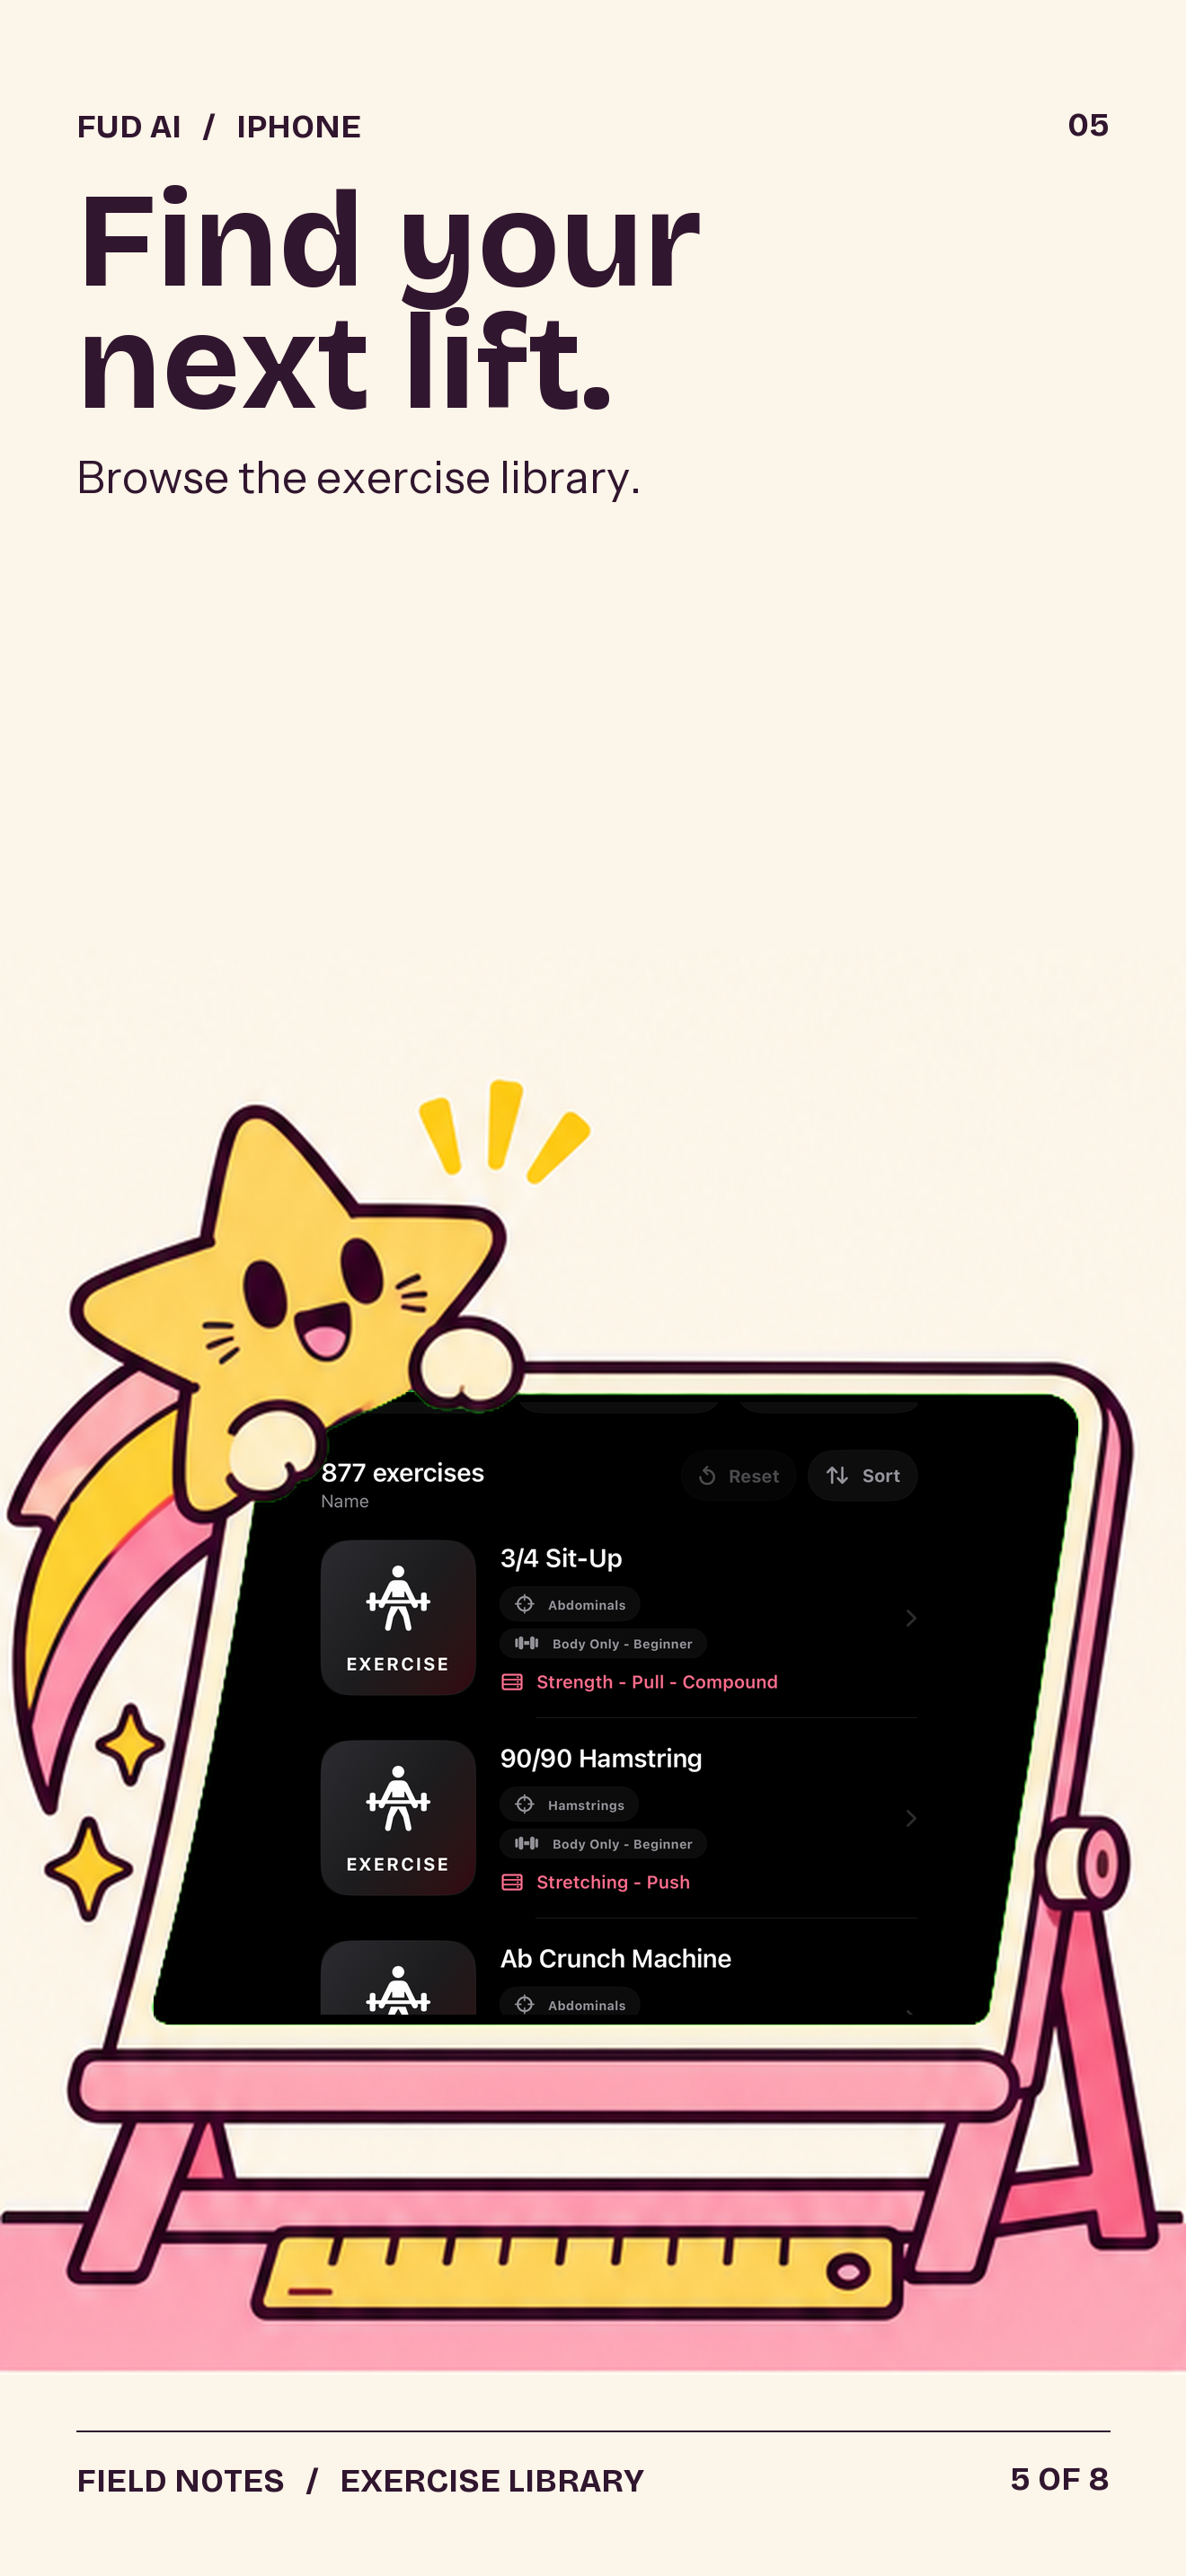 FUD AI / IPHONE
05
Find your
next lift.
Browse the exercise library.
877 exercises
Name
Reset
Sort
3/4 Sit-Up
Abdominals
Body Only - Beginner
Strength - Pull - Compound
EXERCISE
90/90 Hamstring
Hamstrings
Body Only - Beginner
Stretching - Push
EXERCISE
Ab Crunch Machine
Abdominals
FIELD NOTES / EXERCISE LIBRARY
5 OF 8